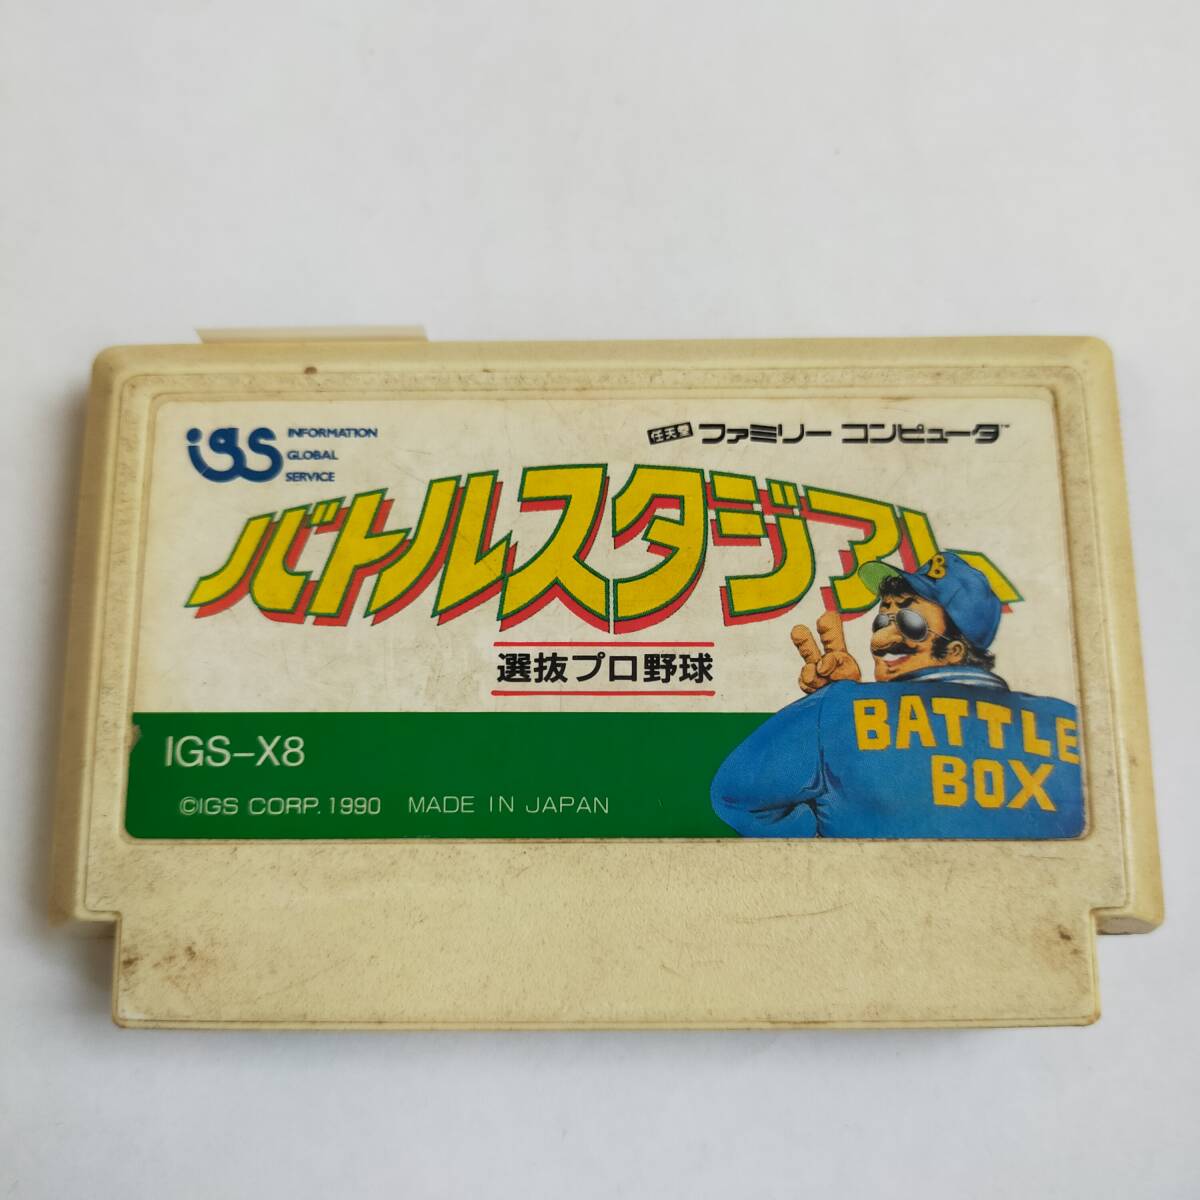 igs INFORMATION
GLOBAL
SERVICE
任天堂 ファミリー コンピュータ™
バトルスタジアム
選抜プロ野球
B
BATTLE
BOX
IGS-X8
©IGS CORP. 1990 MADE IN JAPAN